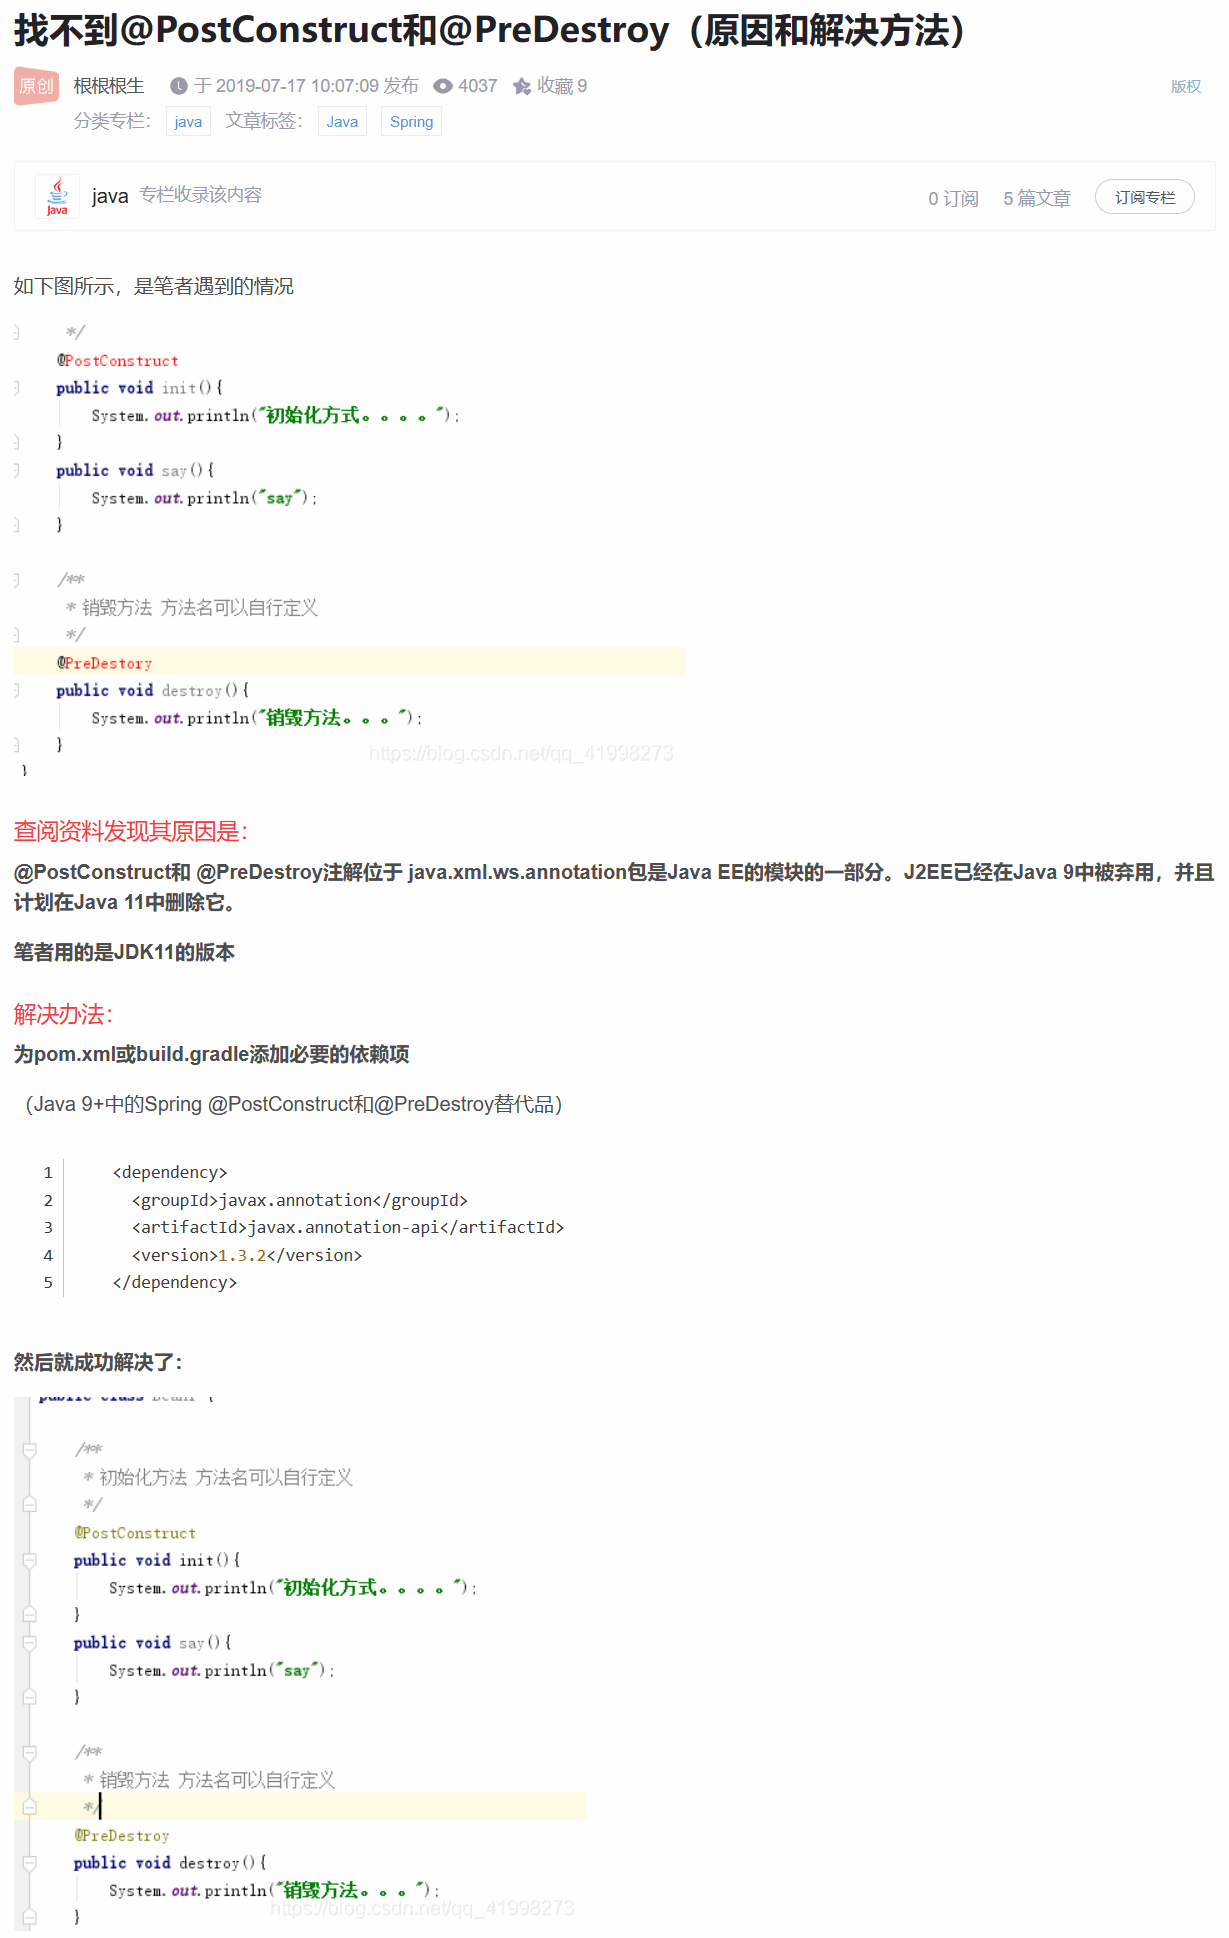 找不到@PostConstruct和@PreDestroy（原因和解决方法）
原创 根根根生 于 2019-07-17 10:07:09 发布 4037 收藏 9 版权
分类专栏： java 文章标签： Java Spring
Java java 专栏收录该内容 0 订阅 5 篇文章 订阅专栏
如下图所示，是笔者遇到的情况
*/
@PostConstruct
public void init(){
System.out.println("初始化方式。。。。");
}
public void say(){
System.out.println("say");
}
/**
* 销毁方法 方法名可以自行定义
*/
@PreDestory
public void destroy(){
System.out.println("销毁方法。。。");
}
https://blog.csdn.net/qq_41998273
}
查阅资料发现其原因是：
@PostConstruct和 @PreDestroy注解位于 java.xml.ws.annotation包是Java EE的模块的一部分。J2EE已经在Java 9中被弃用，并且
计划在Java 11中删除它。
笔者用的是JDK11的版本
解决办法：
为pom.xml或build.gradle添加必要的依赖项
（Java 9+中的Spring @PostConstruct和@PreDestroy替代品）
1 <dependency>
2 <groupId>javax.annotation</groupId>
3 <artifactId>javax.annotation-api</artifactId>
4 <version>1.3.2</version>
5 </dependency>
然后就成功解决了：
public class {
/**
* 初始化方法 方法名可以自行定义
*/
@PostConstruct
public void init(){
System.out.println("初始化方式。。。。");
}
public void say(){
System.out.println("say");
}
/**
* 销毁方法 方法名可以自行定义
*/
@PreDestroy
public void destroy(){
System.out.println("销毁方法。。。");
https://blog.csdn.net/qq_41998273
}